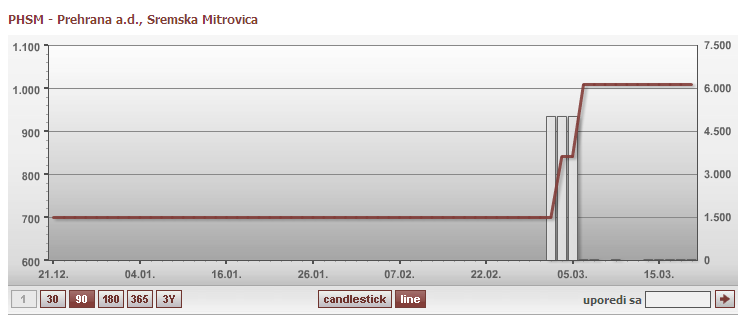 PHSM - Prehrana a.d., Sremska Mitrovica
1.100 7.500
1.000 6.000
900 4.500
800 3.000
700 1.500
600 0
21.12. 04.01. 16.01. 26.01. 07.02. 22.02. 05.03. 15.03.
1 30 90 180 365 3Y candlestick line uporedi sa